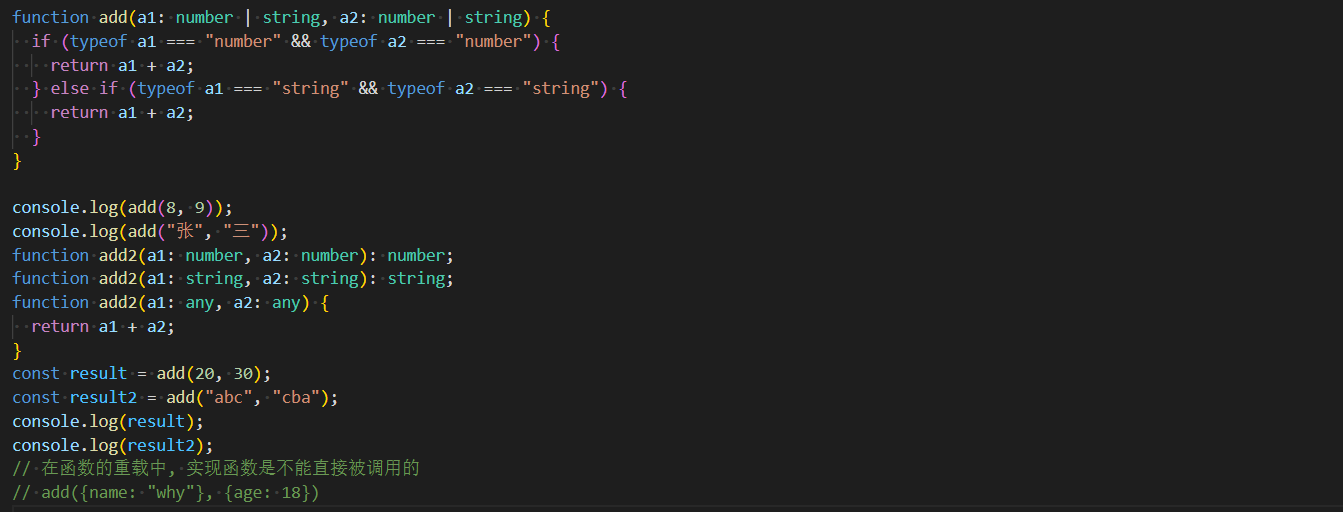 function add(a1: number | string, a2: number | string) {
  if (typeof a1 === "number" && typeof a2 === "number") {
    return a1 + a2;
  } else if (typeof a1 === "string" && typeof a2 === "string") {
    return a1 + a2;
  }
}

console.log(add(8, 9));
console.log(add("张", "三"));
function add2(a1: number, a2: number): number;
function add2(a1: string, a2: string): string;
function add2(a1: any, a2: any) {
  return a1 + a2;
}
const result = add(20, 30);
const result2 = add("abc", "cba");
console.log(result);
console.log(result2);
// 在函数的重载中, 实现函数是不能直接被调用的
// add({name: "why"}, {age: 18})